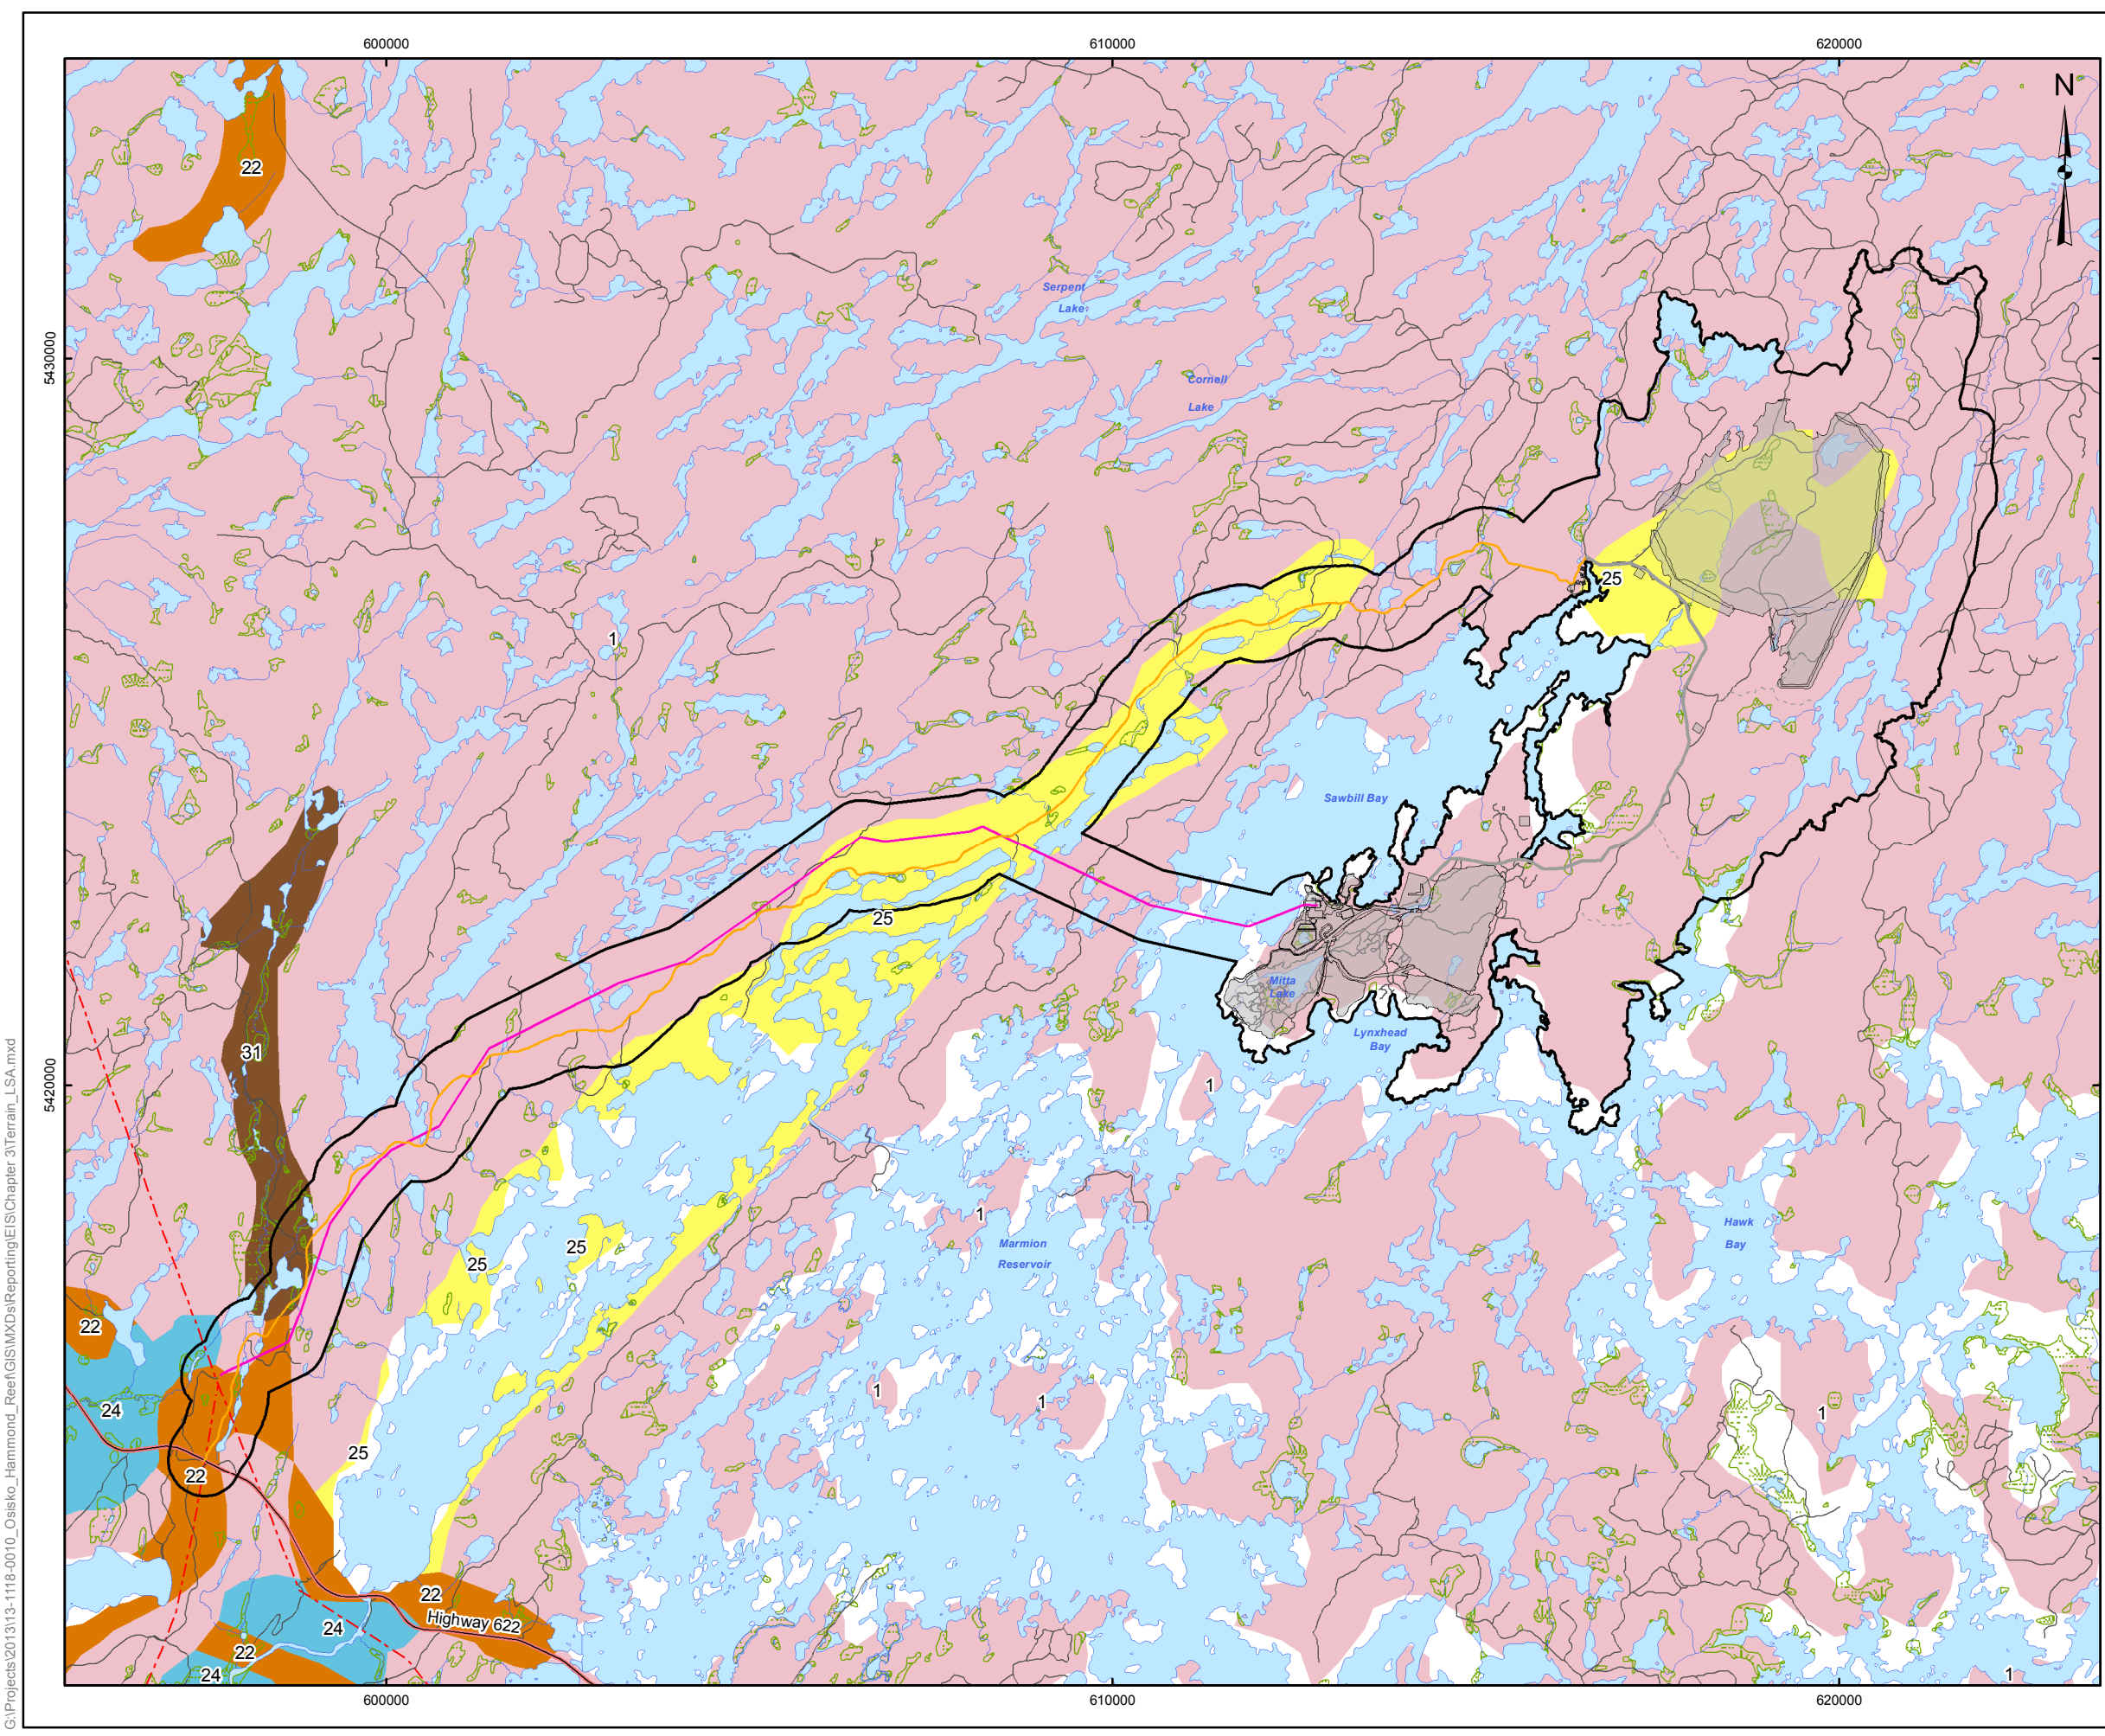 600000
610000
620000
N
22
Serpent
Lake
5430000
Cornell
Lake
25
1
Sawbill Bay
25
Mitta
Lake
Lynxhead
Bay
31
5420000
1
1
Hawk
Bay
Marmion
Reservoir
25
25
22
1
1
1
24
25
22
22
Highway 622
24
22
24
1
600000
610000
620000
G:\Projects\2013\13-1118-0010_Osisko_Hammond_Reef\GIS\MXDs\Reporting\EIS\Chapter 3\Terrain_LSA.mxd